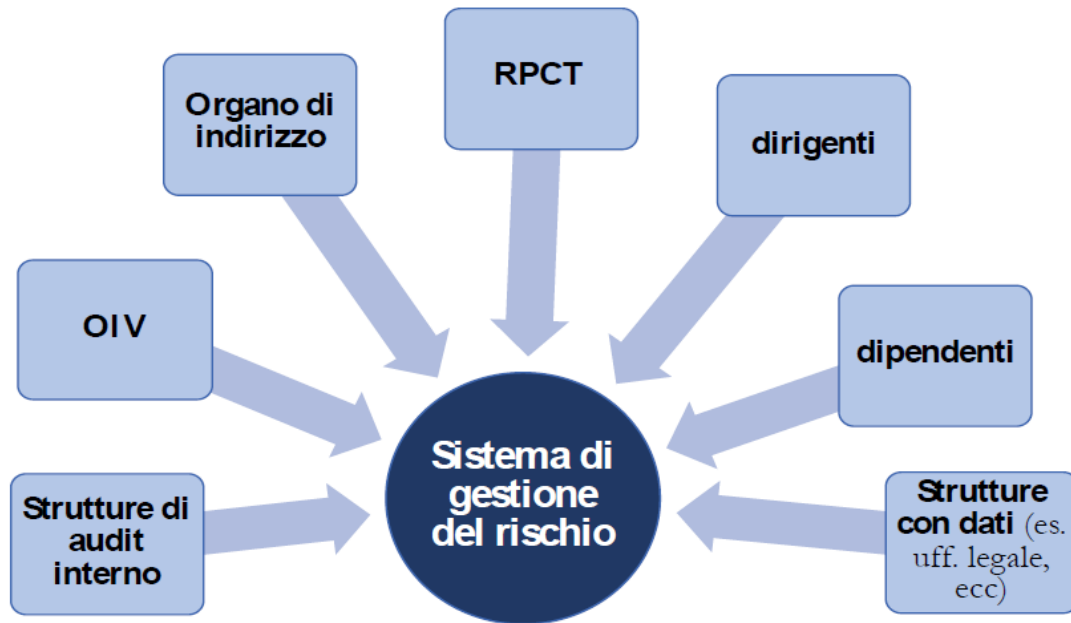 RPCT
Organo di
indirizzo
dirigenti
OIV
dipendenti
Sistema di
gestione
del rischio
Strutture di
audit
interno
Strutture
con dati (es.
uff. legale,
ecc)